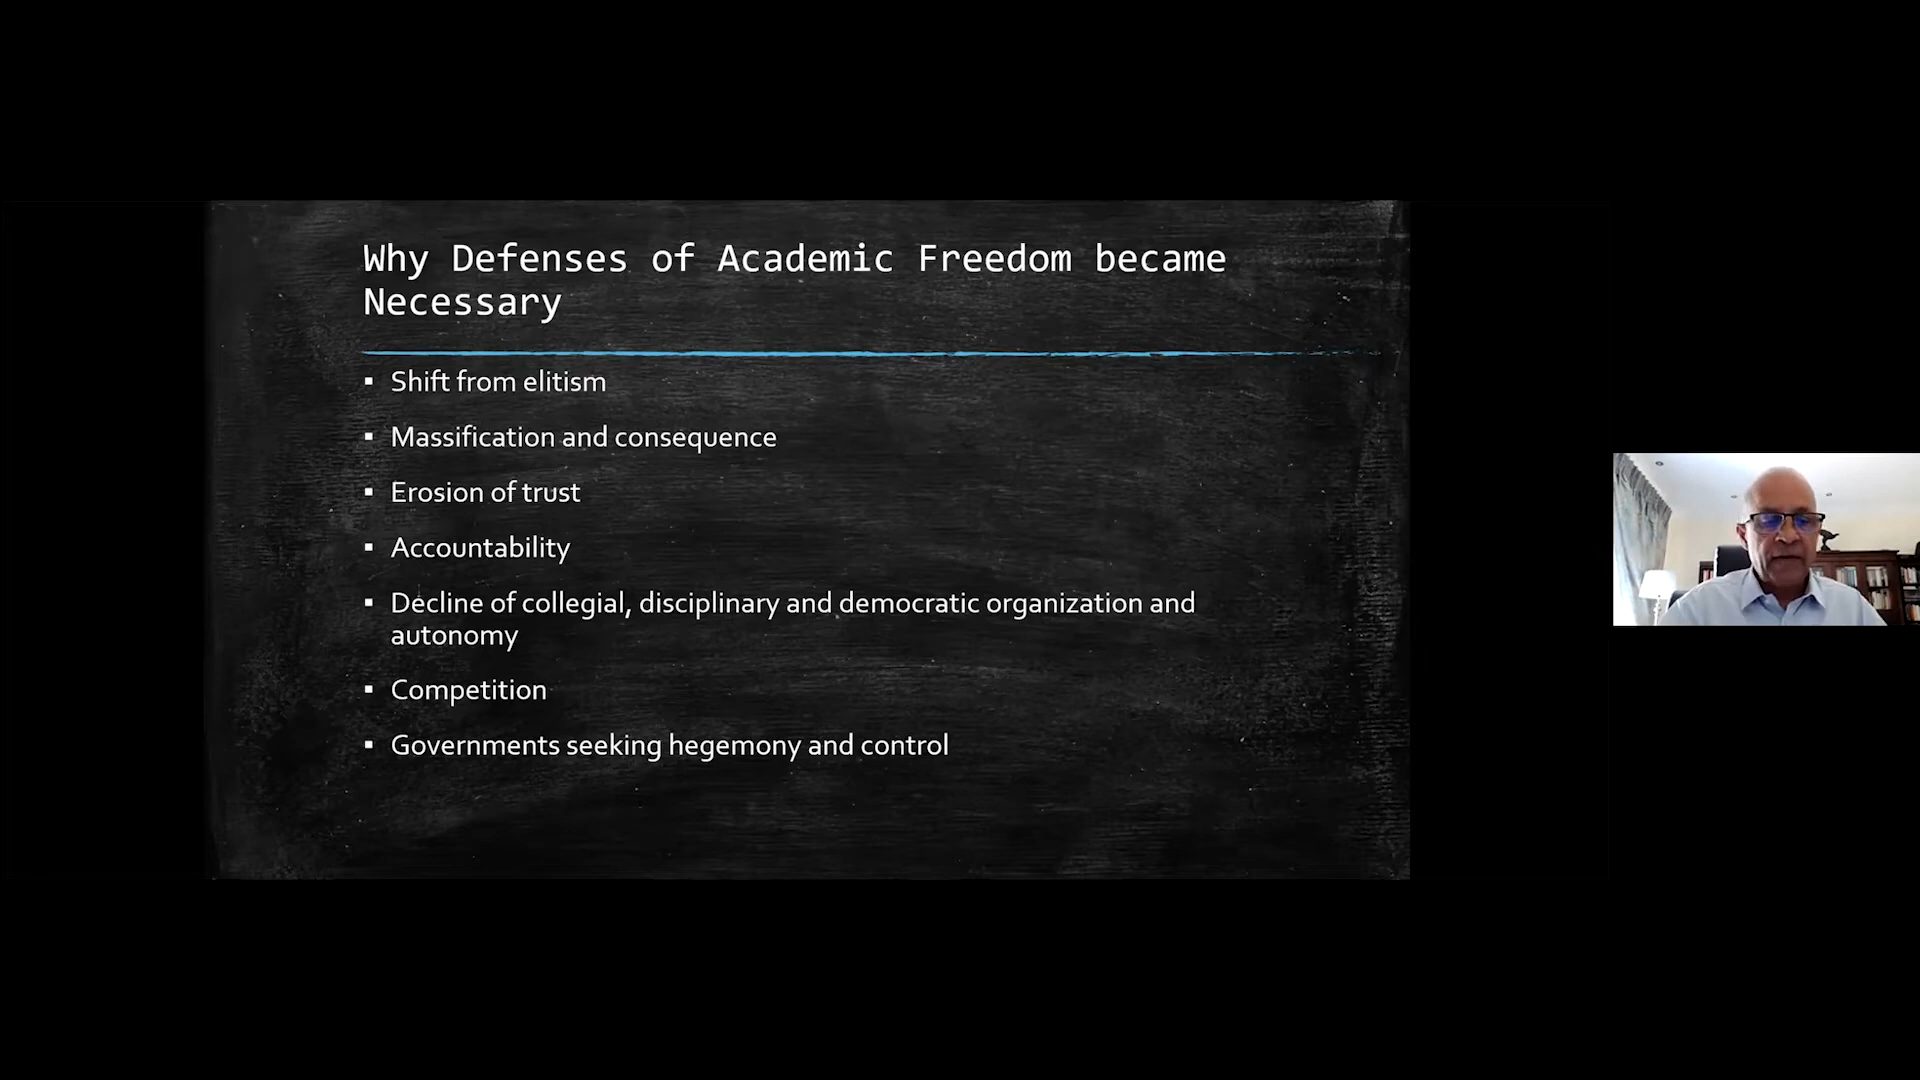 Why Defenses of Academic Freedom became
Necessary
▪ Shift from elitism
▪ Massification and consequence
▪ Erosion of trust
▪ Accountability
▪ Decline of collegial, disciplinary and democratic organization and
autonomy
▪ Competition
▪ Governments seeking hegemony and control